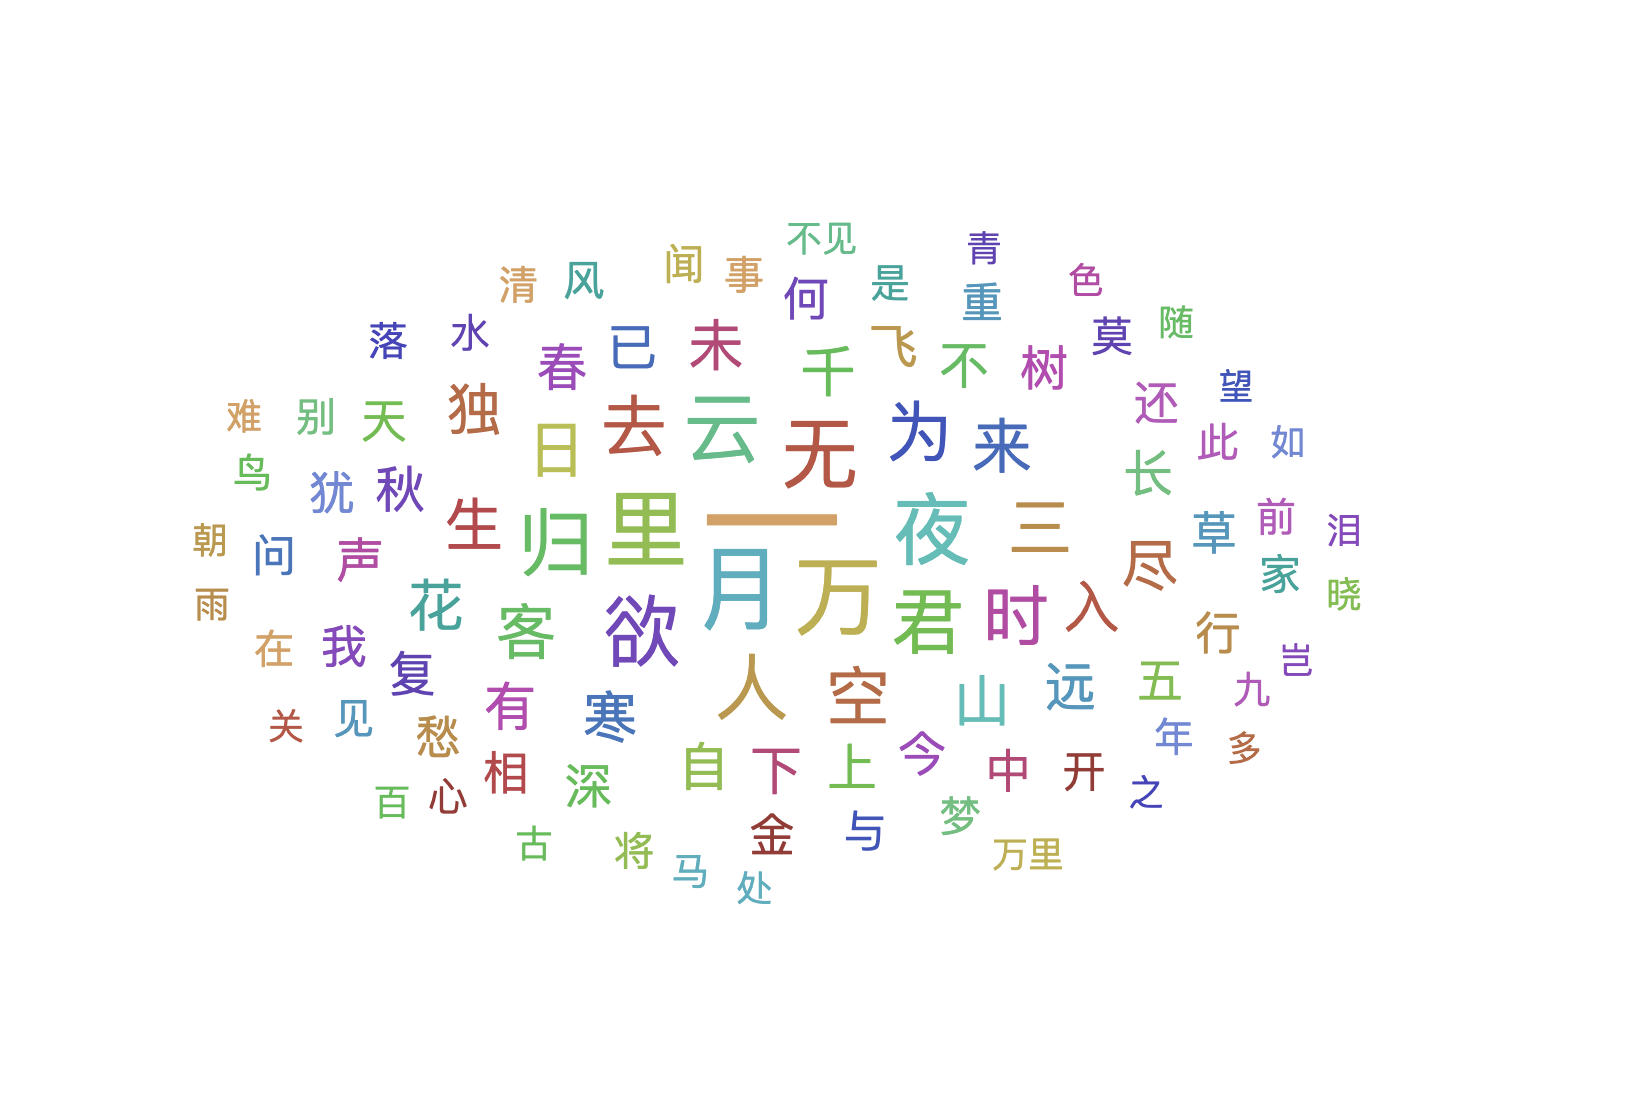 不见
青
闻
事
清
风
何
是
重
色
落
水
春
已
未
千
飞
不
树
莫
随
难
别
天
独
日
去
云
无
为
来
还
望
此
如
鸟
犹
秋
长
朝
问
声
生
归
里
一
夜
三
尽
草
前
泪
雨
花
客
欲
月
万
君
时
入
行
家
晓
在
我
复
有
寒
人
空
山
远
五
九
岂
关
见
愁
相
深
自
下
上
今
中
开
年
多
百
心
之
古
将
马
金
处
与
梦
万里